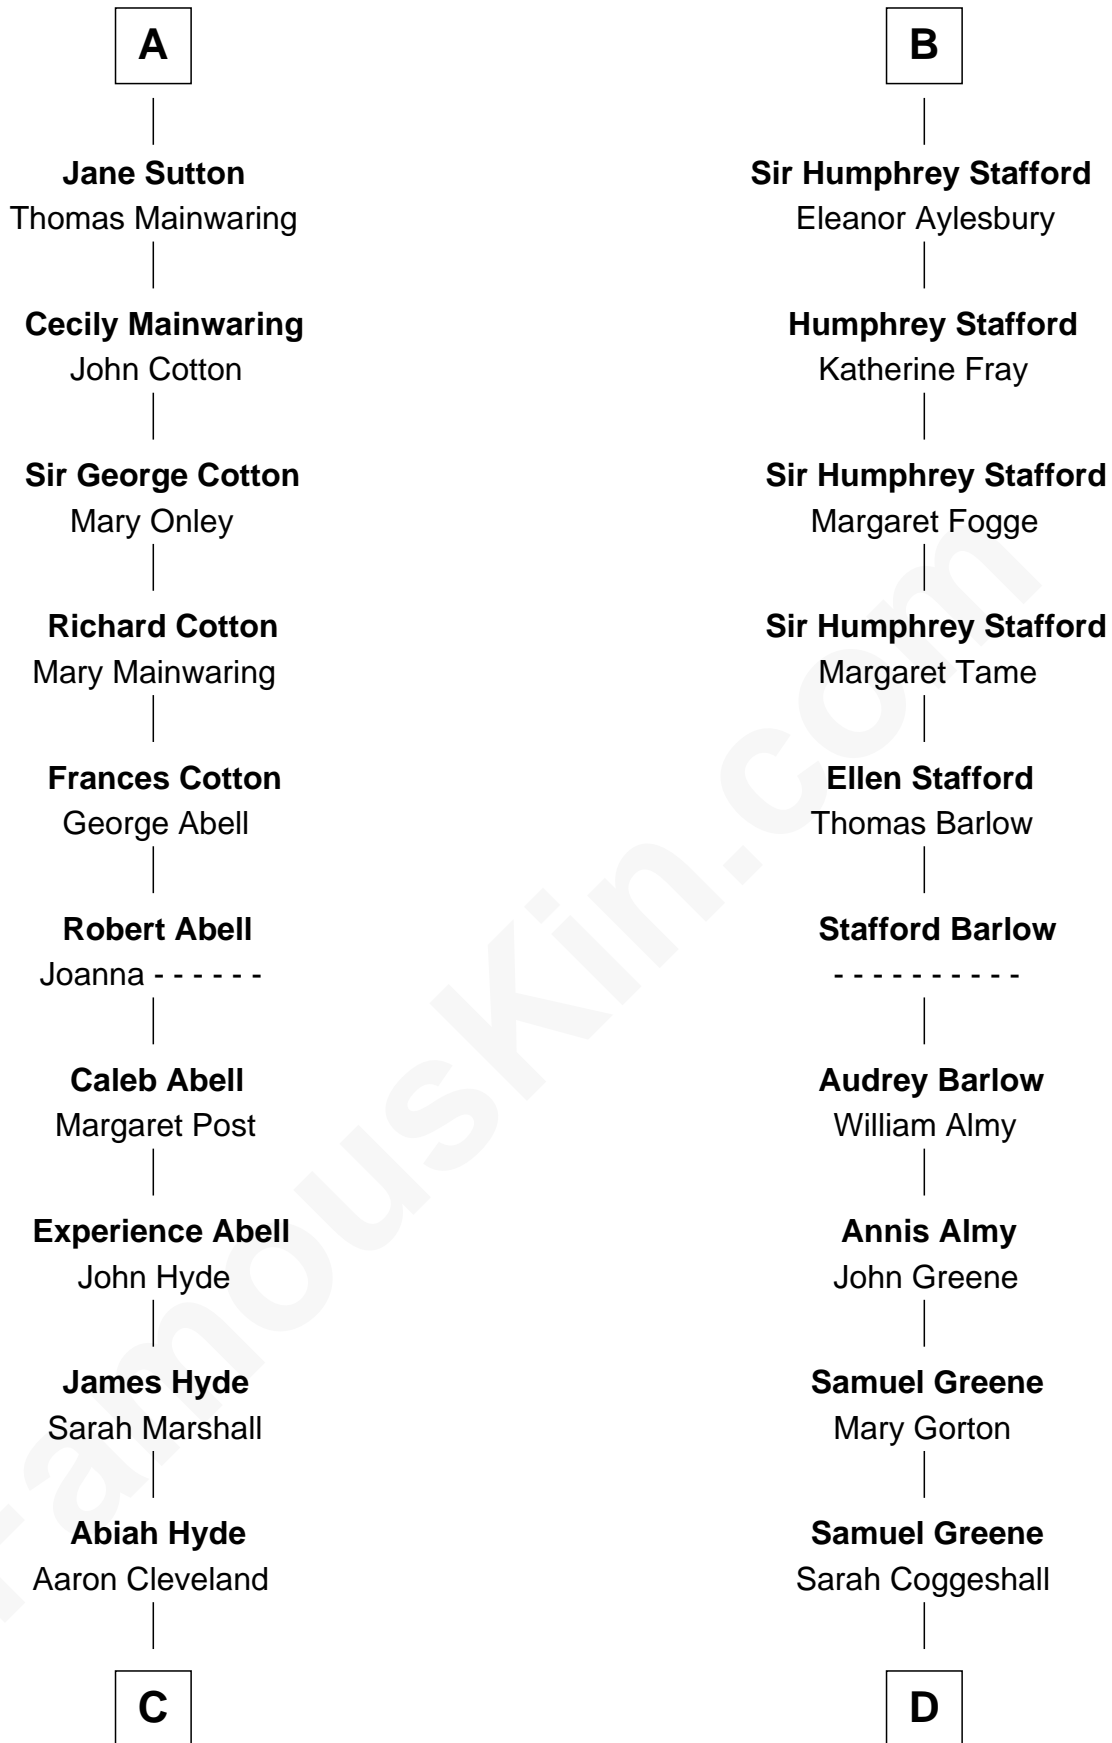 A
Jane Sutton
Thomas Mainwaring
Cecily Mainwaring
John Cotton
Sir George Cotton
Mary Onley
Richard Cotton
Mary Mainwaring
Frances Cotton
George Abell
Robert Abell
Joanna - - - - - -
Caleb Abell
Margaret Post
Experience Abell
John Hyde
James Hyde
Sarah Marshall
Abiah Hyde
Aaron Cleveland
C
B
Sir Humphrey Stafford
Eleanor Aylesbury
Humphrey Stafford
Katherine Fray
Sir Humphrey Stafford
Margaret Fogge
Sir Humphrey Stafford
Margaret Tame
Ellen Stafford
Thomas Barlow
Stafford Barlow
- - - - - - - - - -
Audrey Barlow
William Almy
Annis Almy
John Greene
Samuel Greene
Mary Gorton
Samuel Greene
Sarah Coggeshall
D
FamousKin.com